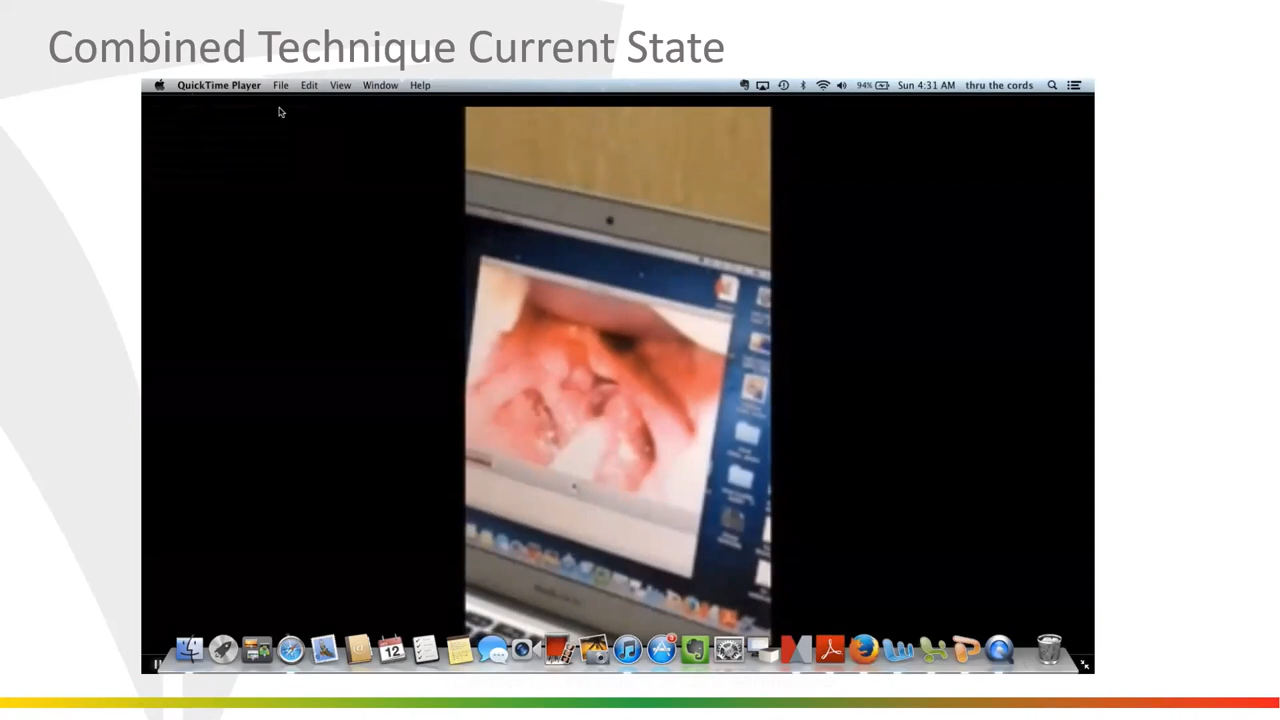 Combined Technique Current State
QuickTime Player File Edit View Window Help 94% Sun 4:31 AM thru the cords
12